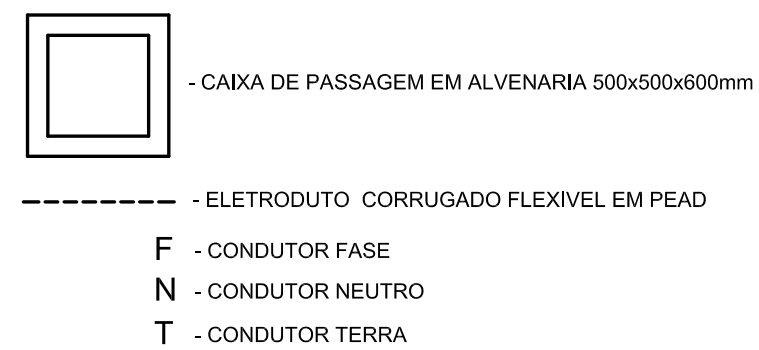 - CAIXA DE PASSAGEM EM ALVENARIA 500x500x600mm
- ELETRODUTO CORRUGADO FLEXIVEL EM PEAD
F - CONDUTOR FASE
N - CONDUTOR NEUTRO
T - CONDUTOR TERRA